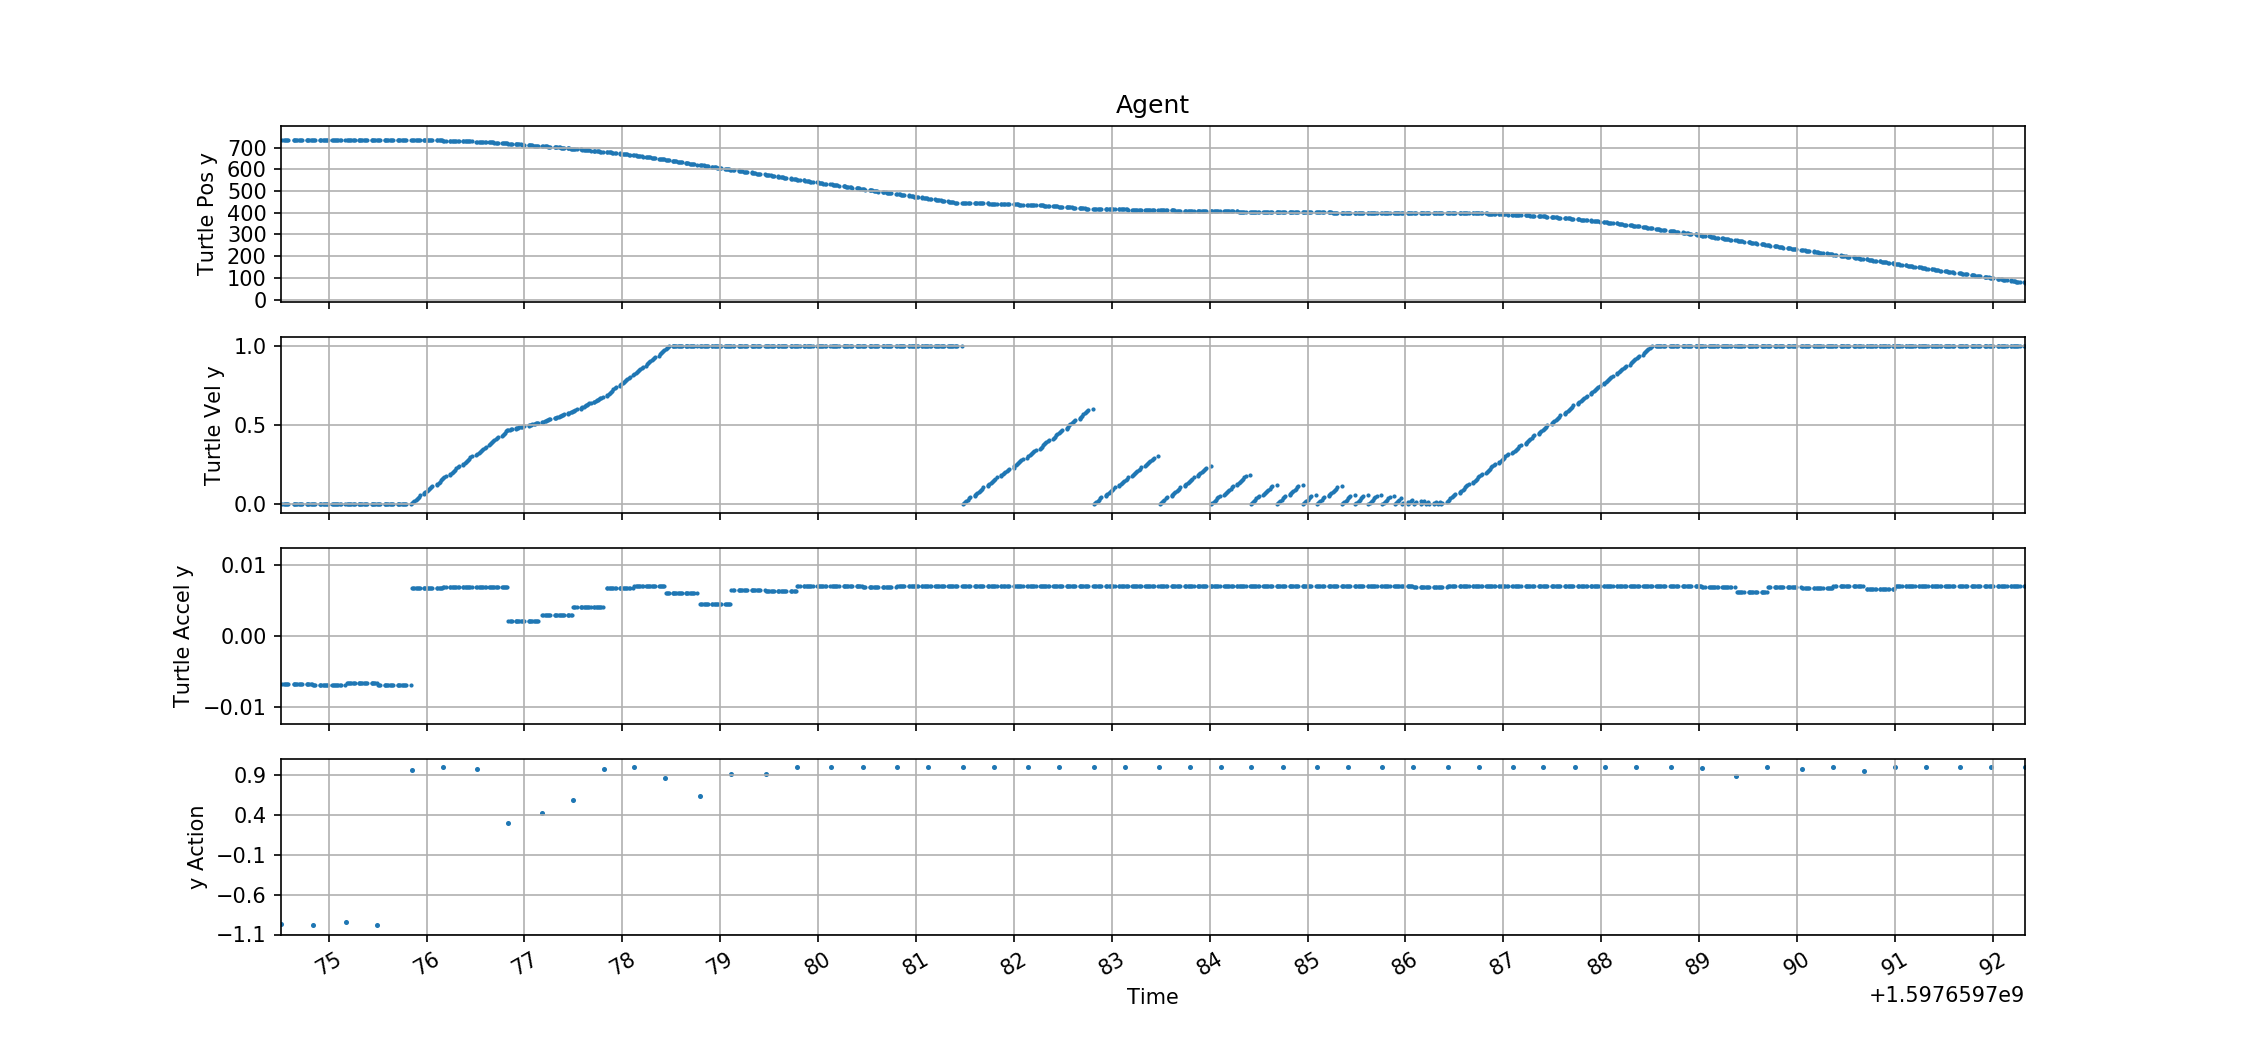 Agent
Turtle Pos y
700
600
500
400
300
200
100
0
Turtle Vel y
1.0
0.5
0.0
Turtle Accel y
0.01
0.00
−0.01
y Action
0.9
0.4
−0.1
−0.6
−1.1
75 76 77 78 79 80 81 82 83 84 85 86 87 88 89 90 91 92
Time
+1.5976597e9